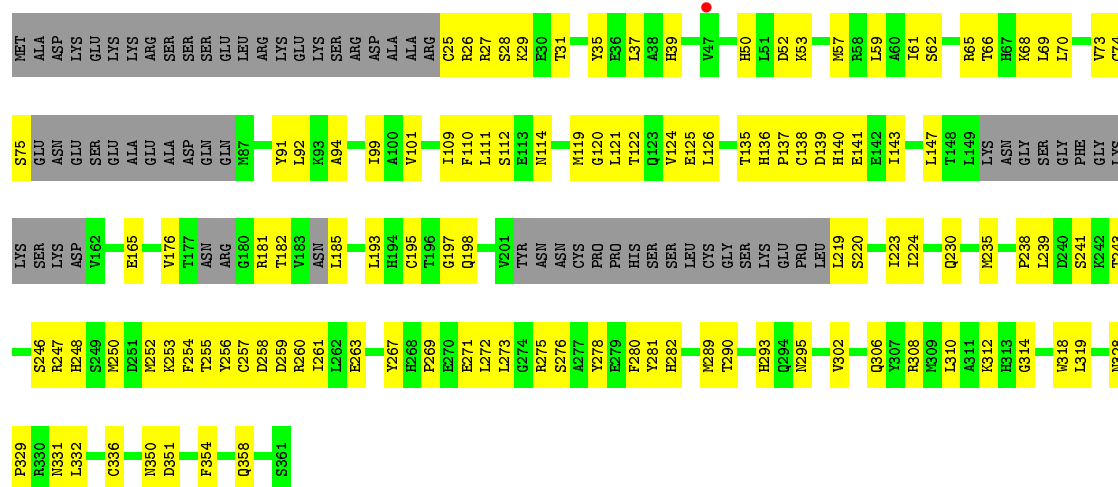 MET ALA ASP LYS GLU LYS LYS ARG SER SER SER GLU LEU ARG LYS GLU LYS SER ARG ASP ALA ALA ARG C25 R26 R27 S28 K29 E30 T31 Y35 E36 L37 A38 H39 V47 H50 L51 D52 K53 M57 R58 L59 A60 I61 S62 R65 T66 H67 K68 L69 L70 V73 C74
S75 GLU ASN GLU SER GLU ALA GLU ALA ASP GLN GLN M87 Y91 L92 K93 A94 I99 A100 V101 I109 F110 L111 S112 E113 N114 M119 G120 L121 T122 Q123 V124 E125 L126 T135 H136 P137 C138 D139 H140 E141 E142 I143 L147 T148 L149 LYS ASN GLY SER GLY PHE GLY LYS
LYS SER LYS ASP V162 E165 V176 T177 ASN ARG G180 R181 T182 V183 ASN L185 L193 H194 C195 T196 G197 Q198 V201 TYR ASN ASN CYS PRO PRO HIS SER SER LEU CYS GLY SER LYS GLU PRO LEU L219 S220 I223 I224 Q230 M235 P238 L239 D240 S241 K242 T243
S246 R247 H248 S249 M250 D251 M252 K253 F254 T255 Y256 C257 D258 D259 R260 I261 L262 E263 Y267 H268 P269 E270 E271 L272 L273 G274 R275 S276 A277 Y278 E279 F280 Y281 H282 M289 T290 H293 Q294 N295 V302 Q306 Y307 R308 M309 L310 A311 K312 H313 G314 W318 L319 N328
P329 R330 N331 L332 C336 N350 D351 F354 Q358 S361